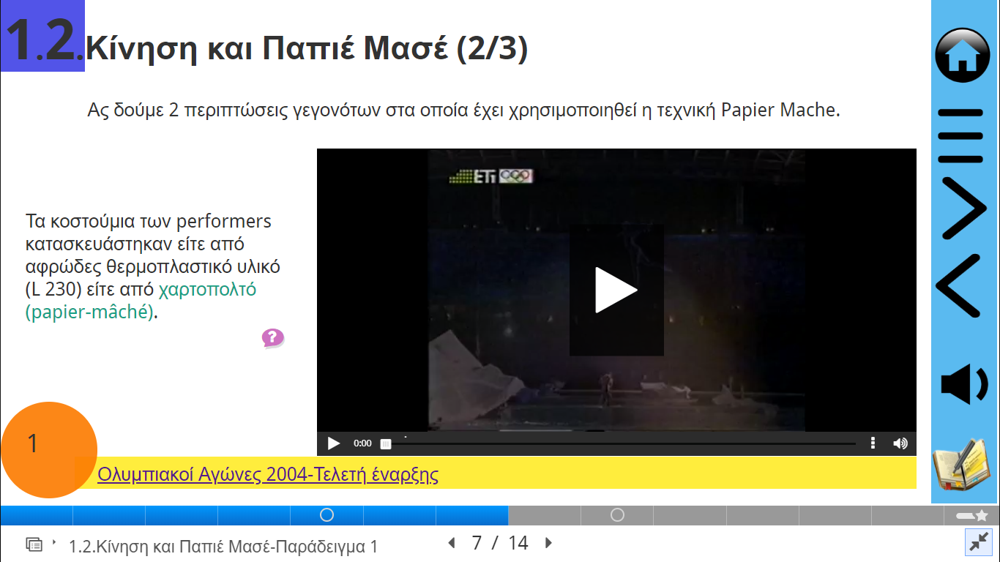 1.2.Κίνηση και Παπιέ Μασέ (2/3)
Ας δούμε 2 περιπτώσεις γεγονότων στα οποία έχει χρησιμοποιηθεί η τεχνική Papier Mache.
Τα κοστούμια των performers
κατασκευάστηκαν είτε από
αφρώδες θερμοπλαστικό υλικό
(L 230) είτε από χαρτοπολτό
(papier-mâché).
?
ΕΤ1
0:00
1
Ολυμπιακοί Αγώνες 2004-Τελετή έναρξης
1.2.Κίνηση και Παπιέ Μασέ-Παράδειγμα 1
7 / 14